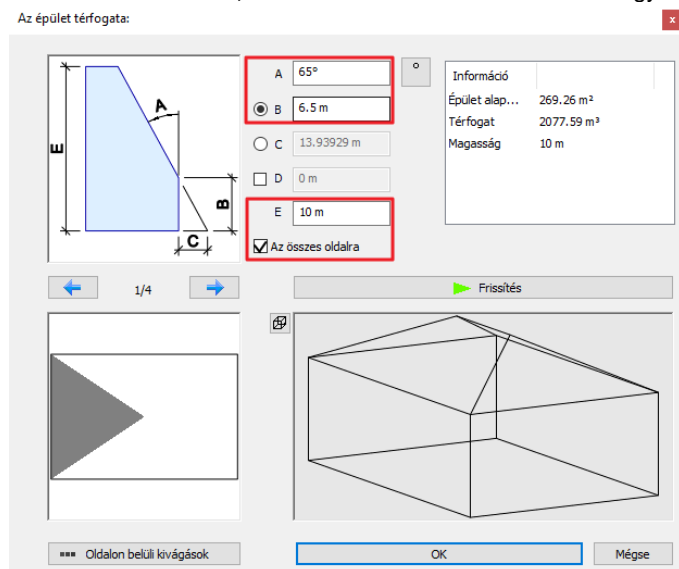 Az épület térfogata:
x
A 65° °
B 6.5 m
C 13.93929 m
D 0 m
E 10 m
Az összes oldalra
Információ
Épület alap... 269.26 m²
Térfogat 2077.59 m³
Magasság 10 m
E
A
B
C
1/4
Frissítés
Oldalon belüli kivágások
OK
Mégse